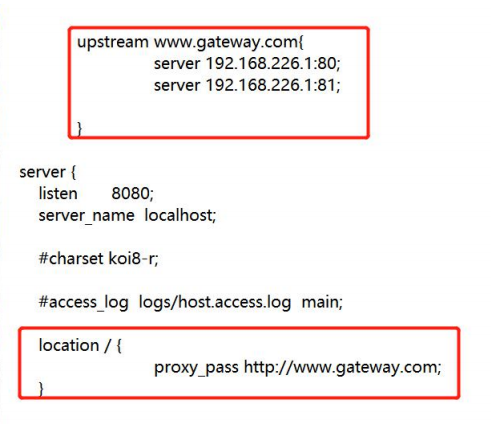 upstream www.gateway.com{
server 192.168.226.1:80;
server 192.168.226.1:81;
}
server {
listen 8080;
server_name localhost;
#charset koi8-r;
#access_log logs/host.access.log main;
location / {
proxy_pass http://www.gateway.com;
}